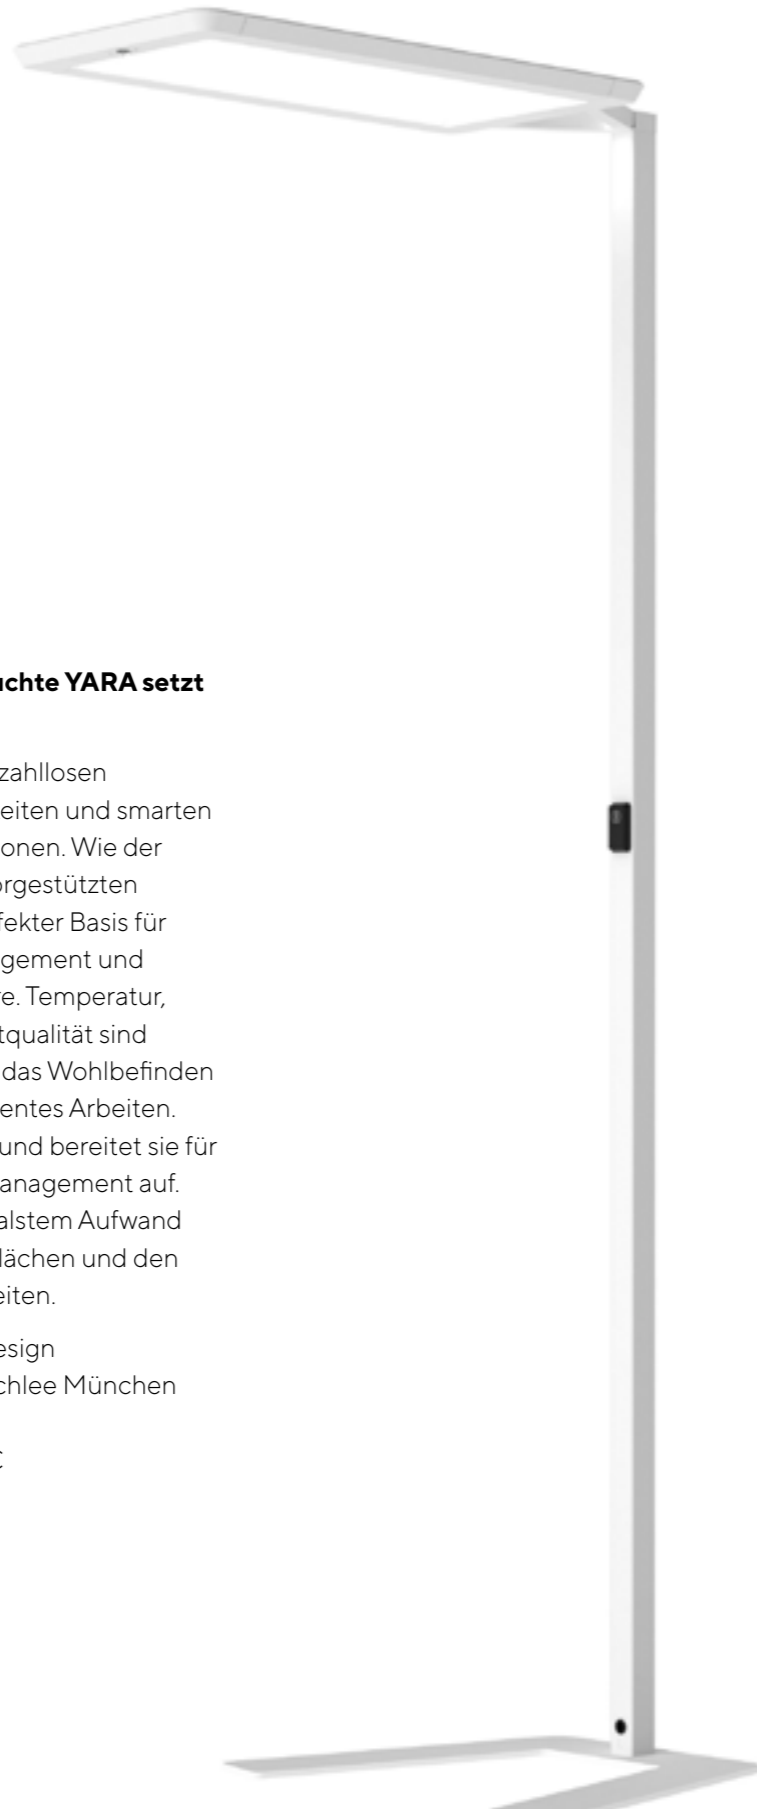 uchte YARA setzt
zahllosen
eiten und smarten
onen. Wie der
orgestützten
fekter Basis für
gement und
e. Temperatur,
tqualität sind
das Wohlbefinden
entes Arbeiten.
und bereitet sie für
anagement auf.
alstem Aufwand
lächen und den
eiten.
esign
chlee München